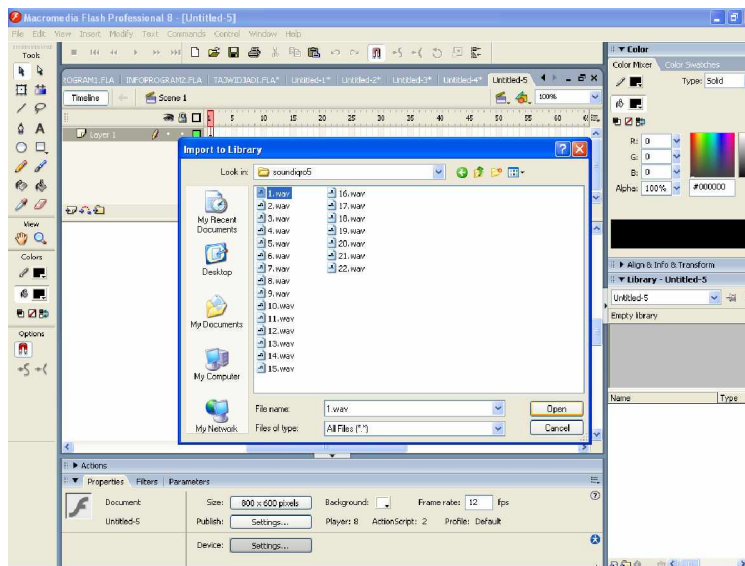 Macromedia Flash Professional 8 - [Untitled-5]
File Edit View Insert Modify Text Commands Control Window Help
Tools
View
Colors
Options
INFOPROGRAM2.FLA Untitled-1* Untitled-2* Untitled-3* Untitled-4* Untitled-5
Timeline Scene 1 100%
1 5 10 15 20 25 30 35 40 45 50 55 60
Layer 1
Import to Library
Look in: soundiqro5
My Recent Documents
Desktop
My Documents
My Computer
My Network
1.wav
2.wav
3.wav
4.wav
5.wav
6.wav
7.wav
8.wav
9.wav
10.wav
11.wav
12.wav
13.wav
14.wav
15.wav
16.wav
17.wav
18.wav
19.wav
20.wav
21.wav
22.wav
File name: 1.wav Open
Files of type: All Files (*.*) Cancel
Color
Color Mixer Color Swatches
Type: Solid
R: 0
G: 0
B: 0
Alpha: 100% #000000
Align & Info & Transform
Library - Untitled-5
Untitled-5
Empty library
Name Type
Actions
Properties Filters Parameters
Document Size: 800 x 600 pixels Background: Frame rate: 12 fps
Untitled-5 Publish: Settings... Player: 8 ActionScript: 2 Profile: Default
Device: Settings...